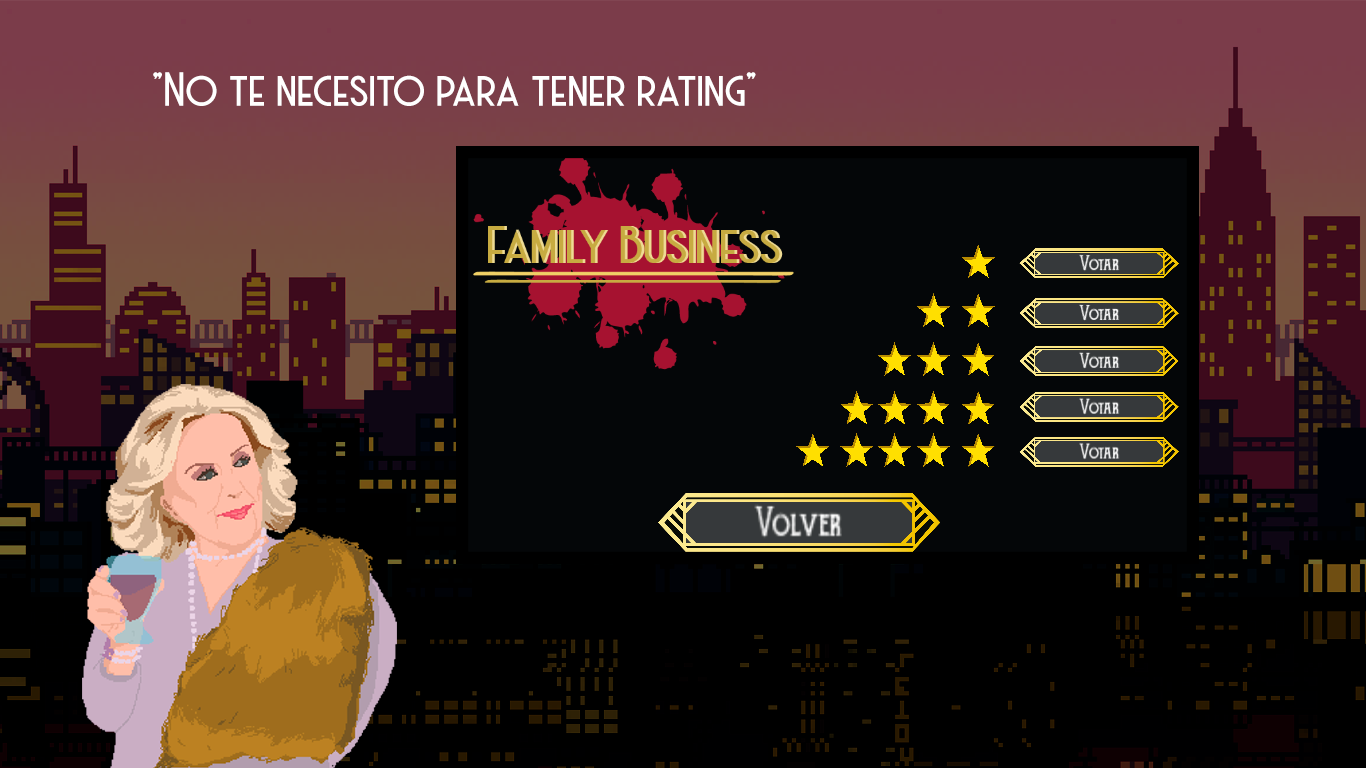 "No te necesito para tener rating"
Family Business
Votar
Votar
Votar
Votar
Votar
Volver